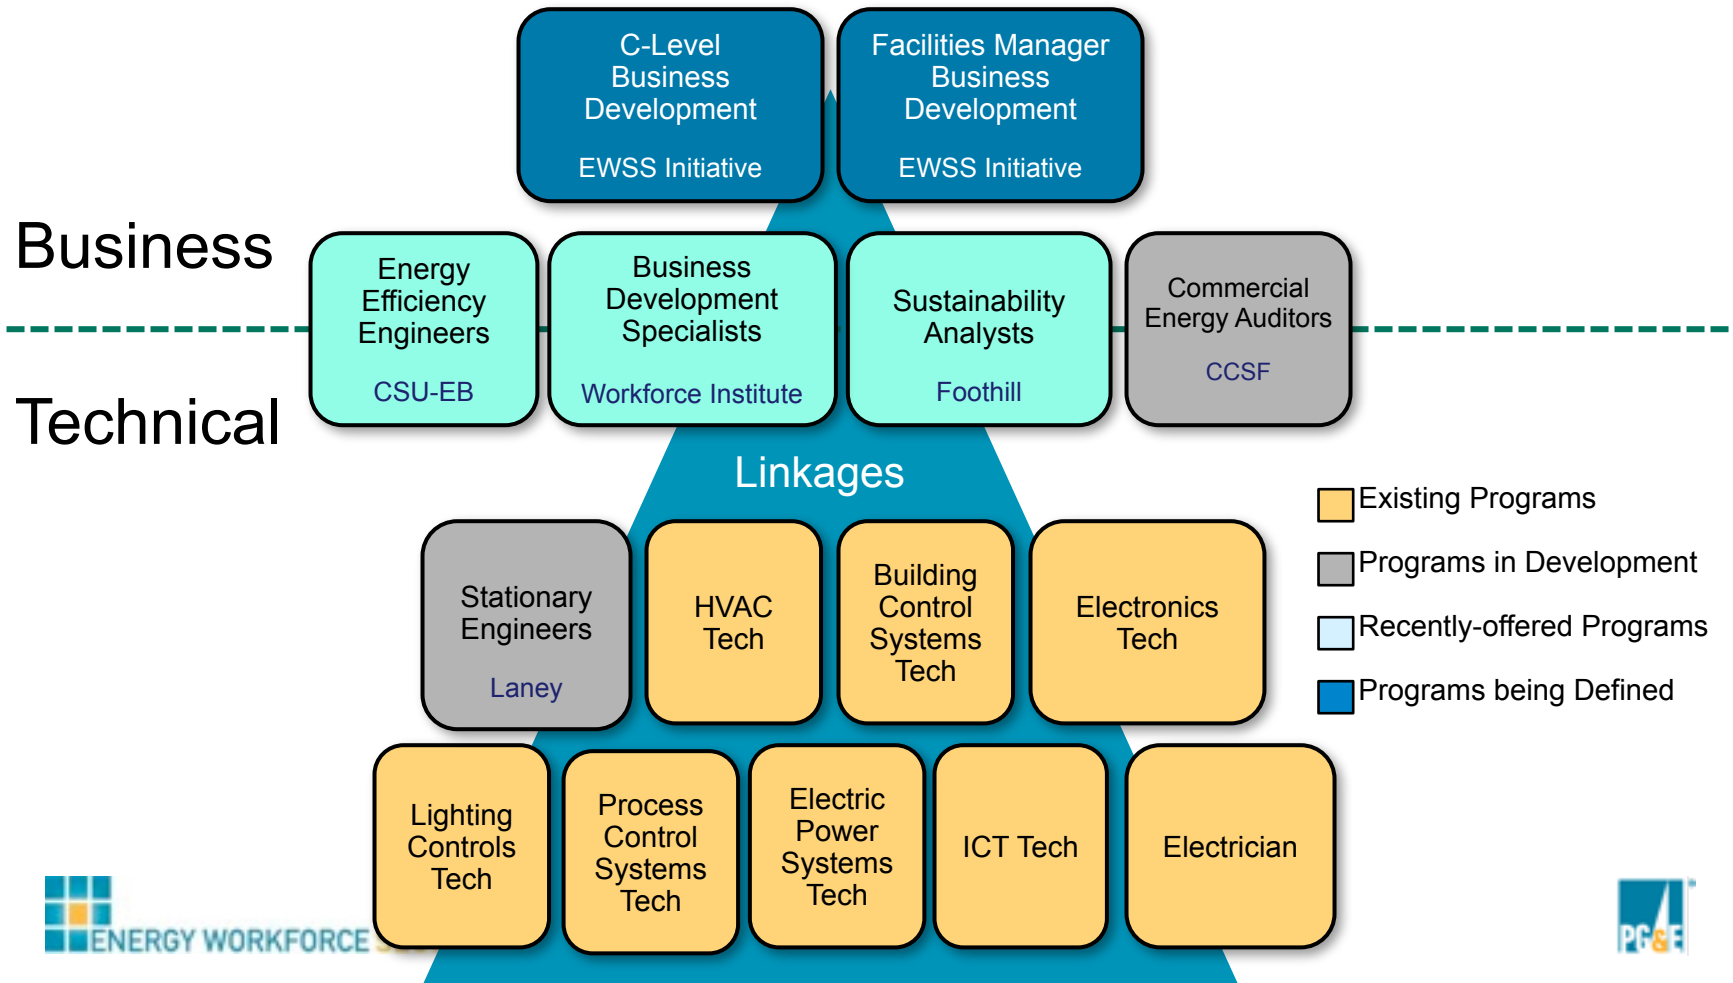 C-Level
Business
Development
EWSS Initiative
Facilities Manager
Business
Development
EWSS Initiative
Business
Energy
Efficiency
Engineers
CSU-EB
Business
Development
Specialists
Workforce Institute
Sustainability
Analysts
Foothill
Commercial
Energy Auditors
CCSF
Technical
Linkages
Existing Programs
Programs in Development
Recently-offered Programs
Programs being Defined
Stationary
Engineers
Laney
HVAC
Tech
Building
Control
Systems
Tech
Electronics
Tech
Lighting
Controls
Tech
Process
Control
Systems
Tech
Electric
Power
Systems
Tech
ICT Tech
Electrician
ENERGY WORKFORCE
PG&E